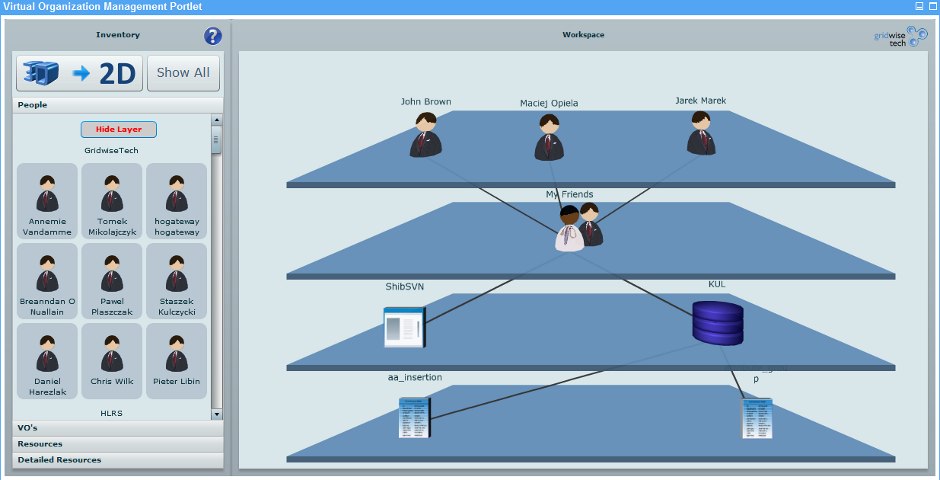 Virtual Organization Management Portlet
Inventory
?
Workspace
gridwise
tech
2D
Show All
People
Hide Layer
GridwiseTech
Annemie
Vandamme
Tomek
Mikolajczyk
hogateway
hogateway
Breanndan O
Nuallain
Pawel
Plaszczak
Staszek
Kulczycki
Daniel
Harezlak
Chris Wilk
Pieter Libin
HLRS
VO's
Resources
Detailed Resources
John Brown
Maciej Opiela
Jarek Marek
My Friends
ShibSVN
KUL
aa_insertion
p